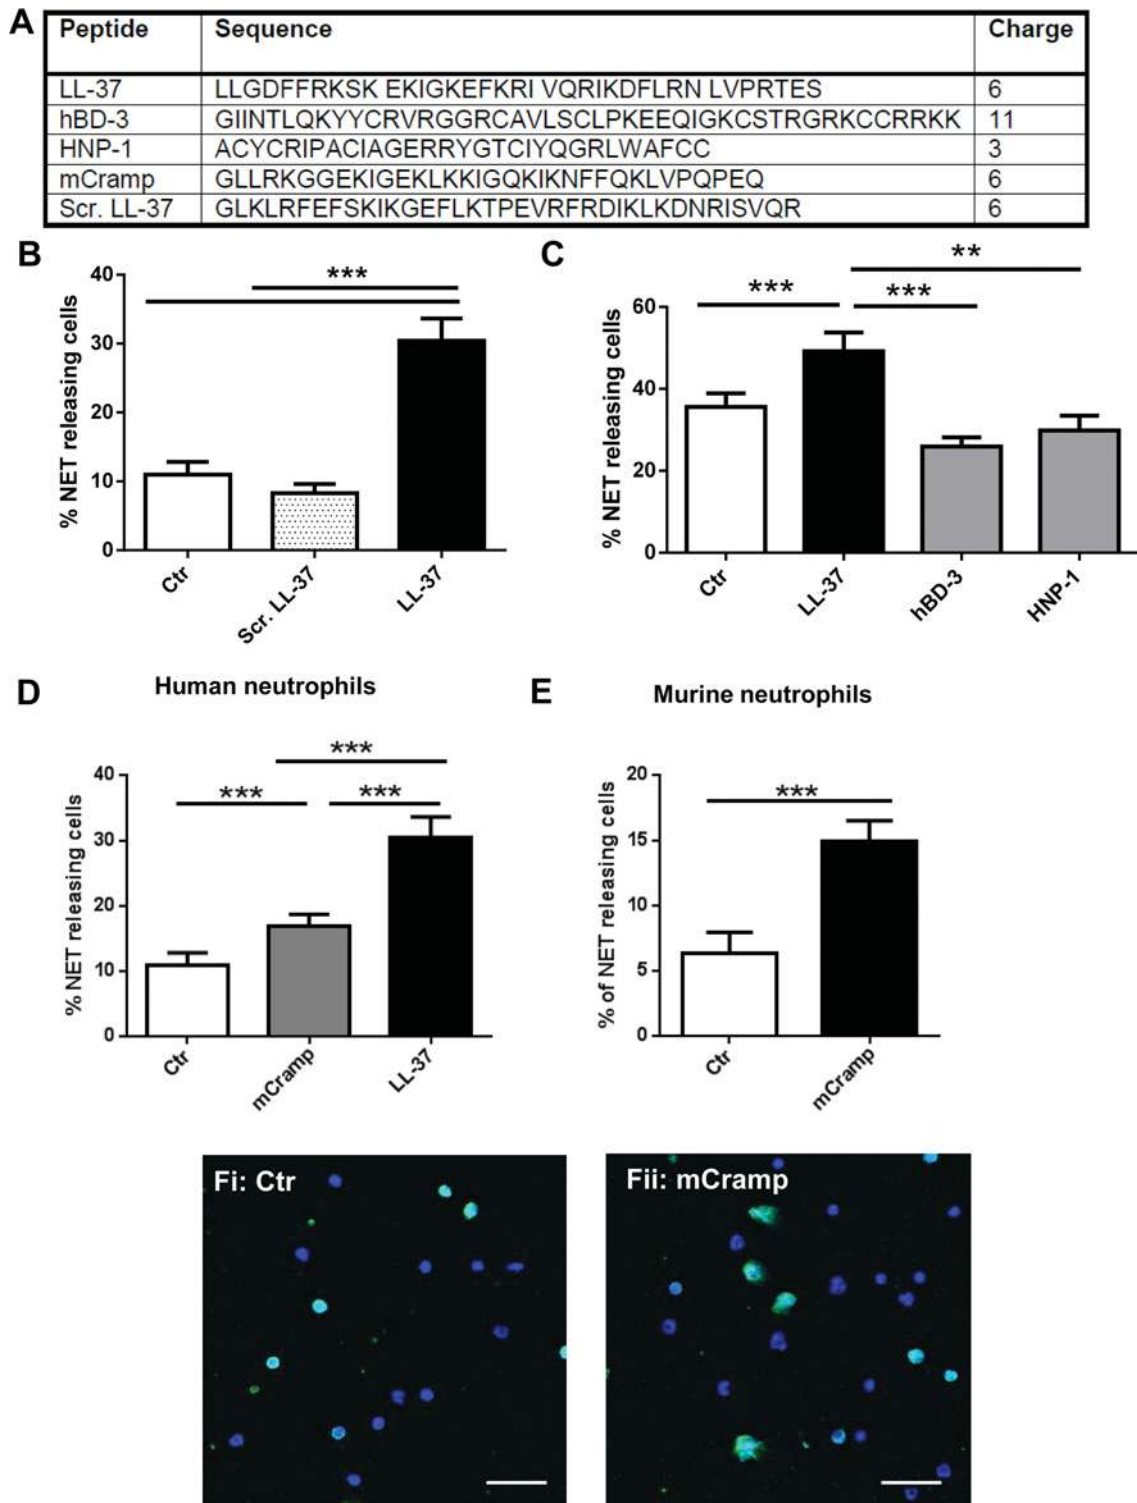 A
Peptide Sequence Charge
LL-37 LLGDFFRKSK EKIGKEFKRI VQRIKDFLRN LVPRTES 6
hBD-3 GIINTLQKYYCRVRGGRCAVLSCLPKEEQIGKCSTRGRKCCRRKK 11
HNP-1 ACYCRIPACIAGERRYGTCIYQGRLWAFCC 3
mCramp GLLRKGGEKIGEKLKKIGQKIKNFFQKLVPQPEQ 6
Scr. LL-37 GLKLRFEFSKIKGEFLKTPEVRFRDIKLKDNRISVQR 6
B
***
% NET releasing cells
40
30
20
10
0
Ctr
Scr. LL-37
LL-37
C
**
***
***
% NET releasing cells
60
40
20
0
Ctr
LL-37
hBD-3
HNP-1
D
Human neutrophils
***
***
***
% NET releasing cells
40
30
20
10
0
Ctr
mCramp
LL-37
E
Murine neutrophils
***
% of NET releasing cells
20
15
10
5
0
Ctr
mCramp
Fi: Ctr
Fii: mCramp